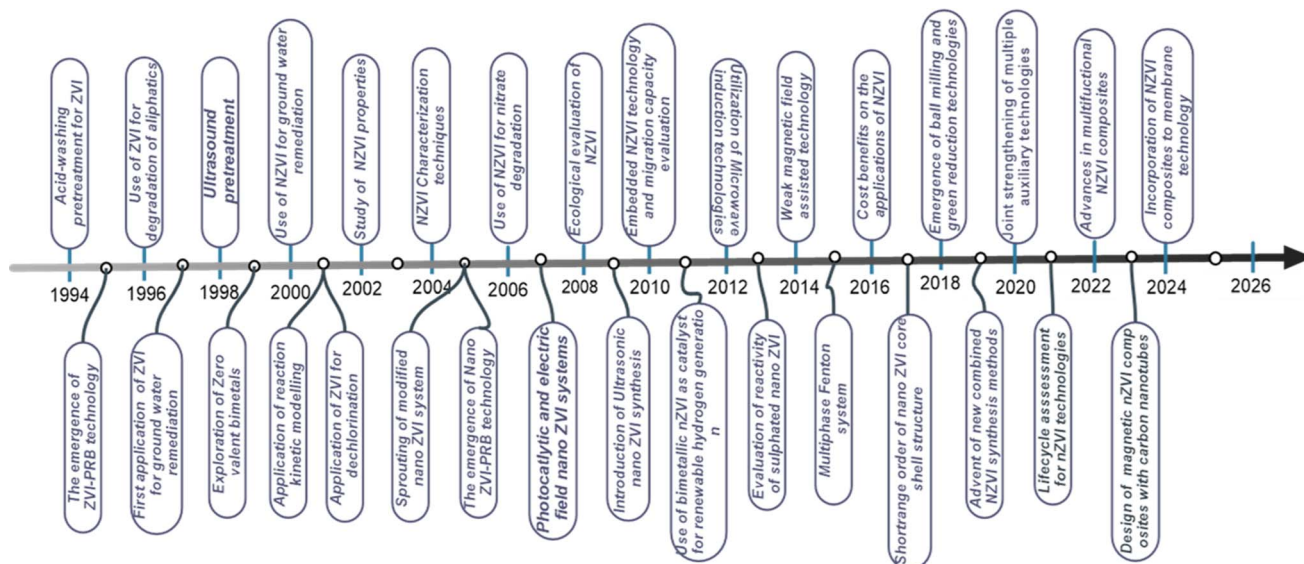 Acid-washing
pretreatment for ZVI
Use of ZVI for
degradation of aliphatics
Ultrasound
pretreatment
Use of NZVI for ground water
remediation
Study of NZVI properties
NZVI Characterization
techniques
Use of NZVI for nitrate
degradation
Ecological evaluation of
NZVI
Embedded NZVI technology
and migration capacity
evaluation
Utilization of Microwave
induction technologies
Weak magnetic field
assisted technology
Cost benefits on the
applications of NZVI
Emergence of ball milling and
green reduction technologies
Joint strengthening of multiple
auxiliary technologies
Advances in multifuctional
NZVI composites
Incorporation of NZVI
composites to membrane
technology
1994
1996
1998
2000
2002
2004
2006
2008
2010
2012
2014
2016
2018
2020
2022
2024
2026
The emergence of
ZVI-PRB technology
First application of ZVI
for ground water
remediation
Exploration of Zero
valent bimetals
Application of reaction
kinetic modelling
Application of ZVI for
dechlorination
Sprouting of modified
nano ZVI system
The emergence of Nano
ZVI-PRB technology
Photocatlytic and electric
field nano ZVI systems
Introduction of Ultrasonic
nano ZVI synthesis
Use of bimetallic nZVI as catalyst
for renewable hydrogen generatio
n
Evaluation of reactivity
of sulphated nano ZVI
Multiphase Fenton
system
Shortrange order of nano ZVI core
shell structure
Advent of new combined
NZVI synthesis methods
Lifecycle assessment
for nZVI technologies
Design of magnetic nZVI comp
osites with carbon nanotubes